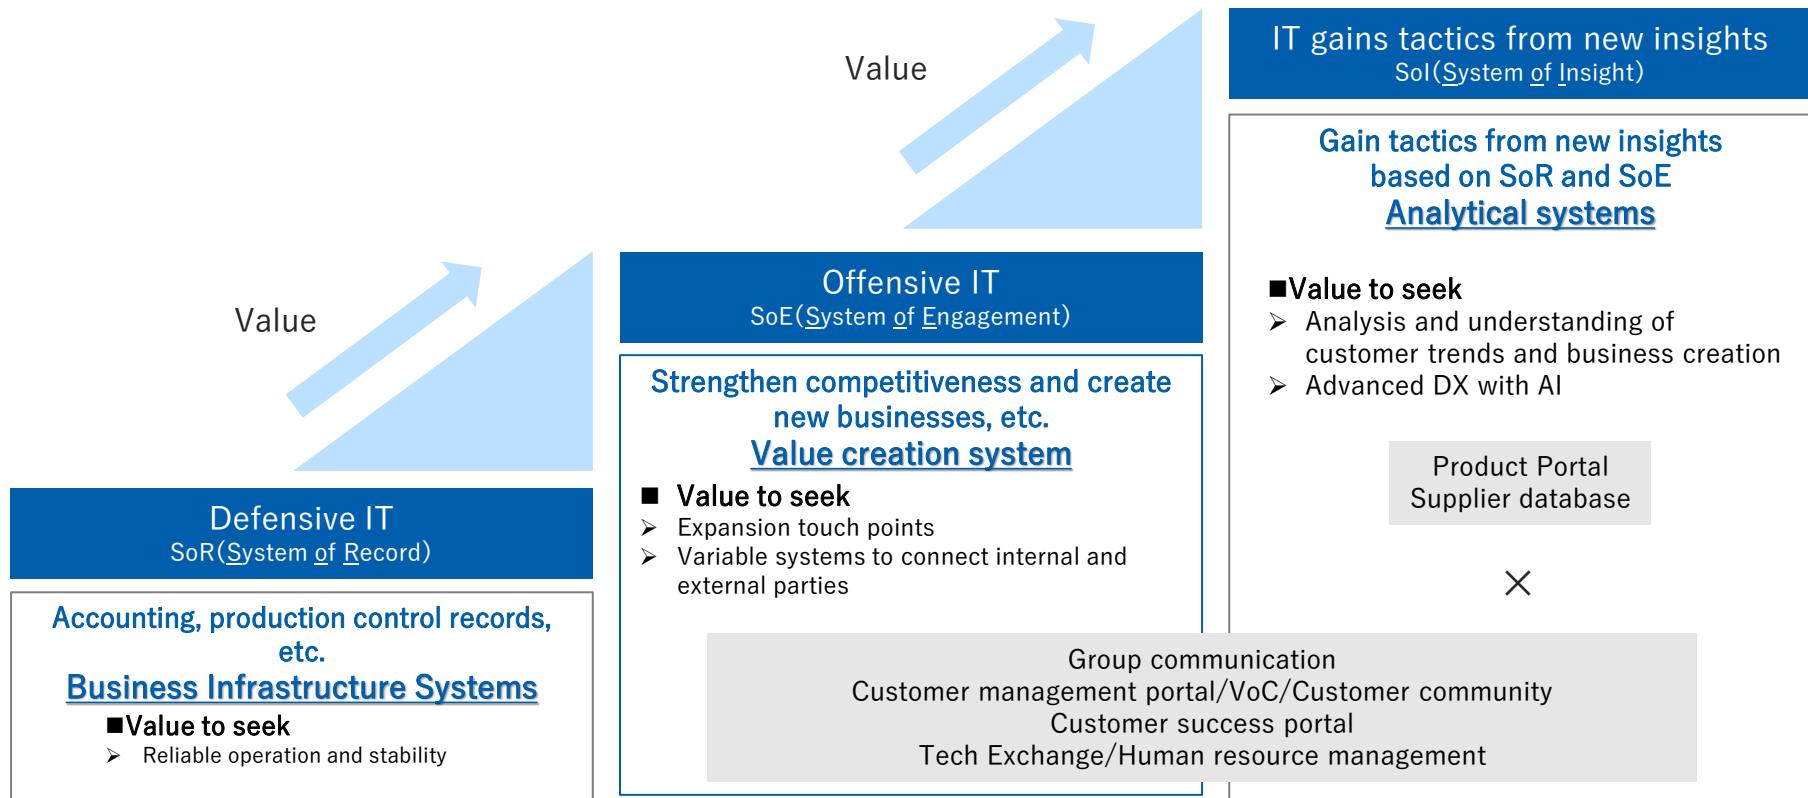 Value
IT gains tactics from new insights
SoI(System of Insight)
Gain tactics from new insights
based on SoR and SoE
Analytical systems
■Value to seek
➢ Analysis and understanding of
customer trends and business creation
➢ Advanced DX with AI
Product Portal
Supplier database
×
Value
Offensive IT
SoE(System of Engagement)
Strengthen competitiveness and create
new businesses, etc.
Value creation system
■ Value to seek
➢ Expansion touch points
➢ Variable systems to connect internal and
external parties
Group communication
Customer management portal/VoC/Customer community
Customer success portal
Tech Exchange/Human resource management
Defensive IT
SoR(System of Record)
Accounting, production control records,
etc.
Business Infrastructure Systems
■Value to seek
➢ Reliable operation and stability